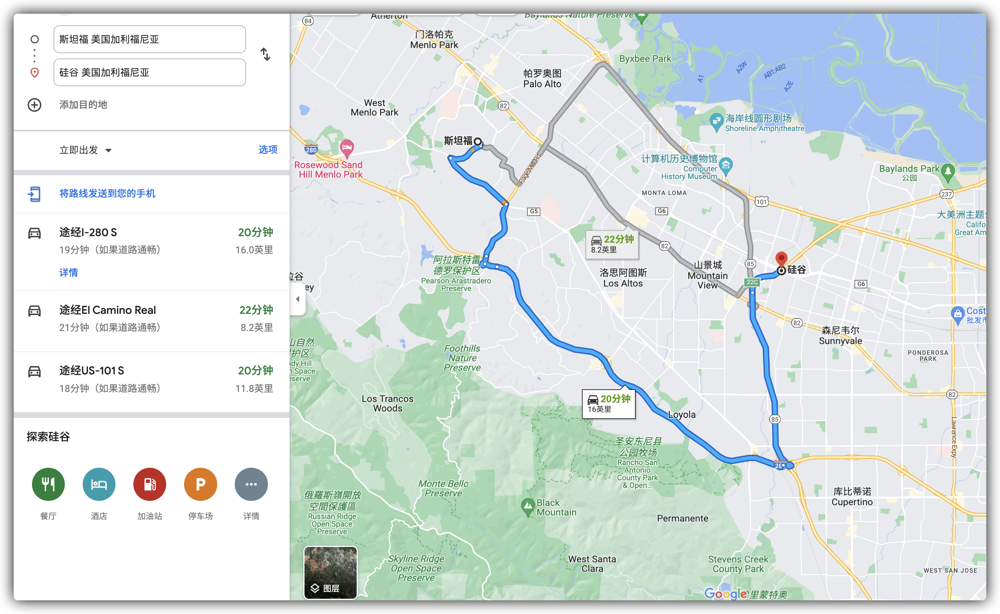 斯坦福 美国加利福尼亚
硅谷 美国加利福尼亚
添加目的地
立即出发
选项
将路线发送到您的手机
途经I-280 S
20分钟
19分钟（如果道路通畅）
16.0英里
详情
途经El Camino Real
22分钟
21分钟（如果道路通畅）
8.2英里
途经US-101 S
20分钟
18分钟（如果道路通畅）
11.8英里
探索硅谷
餐厅
酒店
加油站
停车场
详情
84
Atherton
Baylands Nature Preserve
门洛帕克
Menlo Park
Byxbee Park
A1
A2W
AB1:AB2
A2E
帕罗奥图
Palo Alto
West
Menlo Park
82
海岸线圆形剧场
Shoreline Amphitheatre
斯坦福
280
Rosewood Sand
Hill Menlo Park
Page Mill Rd
计算机历史博物馆
Computer
History Museum
Baylands Park
公园
MONTA LOMA
237
101
G5
G6
大美洲主题
Califo
Great Am
22分钟
8.2英里
82
阿拉斯特雷
德罗保护区
Pearson-Arastradero
Preserve
洛思阿图斯
Los Altos
山景城
Mountain
View
85
硅谷
22C
G6
拉谷
ey
82
Cost
批发市
森尼韦尔
Sunnyvale
山自然
护区
ndy Hill
n Space
eserve
Foothills
Nature
Preserve
PONDEROSA
PARK
Los Trancos
Woods
20分钟
16英里
Loyola
82
85
Lawrence Expy
圣安东尼县
公园牧场
Rancho San
Antonio
County Park
& Open...
280
Monte Bello
Preserve
俄羅斯嶺開放
空間保護區
Russian Ridge
Open Space
Preserve
Black
Mountain
库比蒂诺
Cupertino
Permanente
Skyline Ridge
Open Space
Preserve
West Santa
Clara
Stevens Creek
County Park
WEST SAN JOSE
图层
Google
里蒙特奥